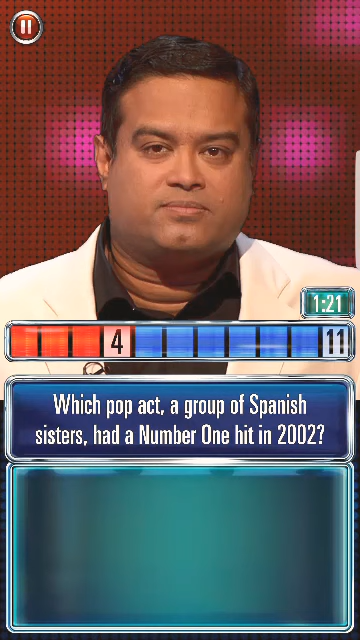 1:21
4
11
Which pop act, a group of Spanish
sisters, had a Number One hit in 2002?